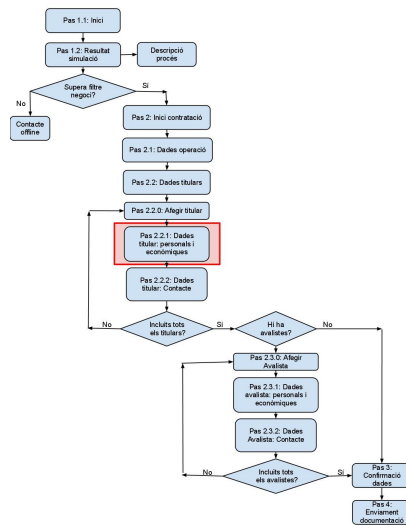 Pas 1.1: Inici
Pas 1.2: Resultat
simulació
Descripció
procés
Supera filtre
negoci?
Si
No
Contacte
offline
Pas 2: Inici contratació
Pas 2.1: Dades operació
Pas 2.2: Dades titulars
Pas 2.2.0: Afegir titular
Pas 2.2.1: Dades
titular: personals i
econòmiques
Pas 2.2.2: Dades
titular: Contacte
Incluits tots
els titulars?
No
Si
Hi ha
avalistes?
No
Pas 2.3.0: Afegir
Avalista
Pas 2.3.1: Dades
avalista: personals i
econòmiques
Pas 2.3.2: Dades
Avalista: Contacte
Incluits tots
els avalistes?
No
Si
Pas 3:
Confirmació
dades
Pas 4:
Enviament
documentació